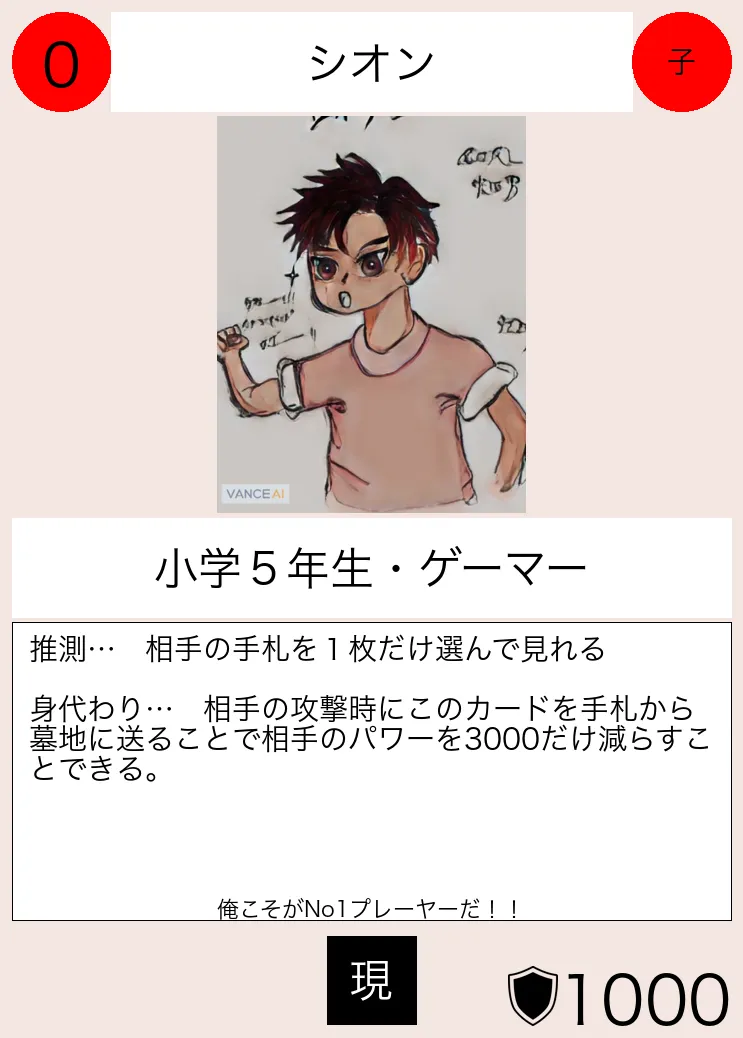 0
シオン
子
VANCE AI
小学５年生・ゲーマー
推測…　相手の手札を１枚だけ選んで見れる
身代わり…　相手の攻撃時にこのカードを手札から
墓地に送ることで相手のパワーを3000だけ減らすこ
とできる。
俺こそがNo1プレーヤーだ！！
現
1000